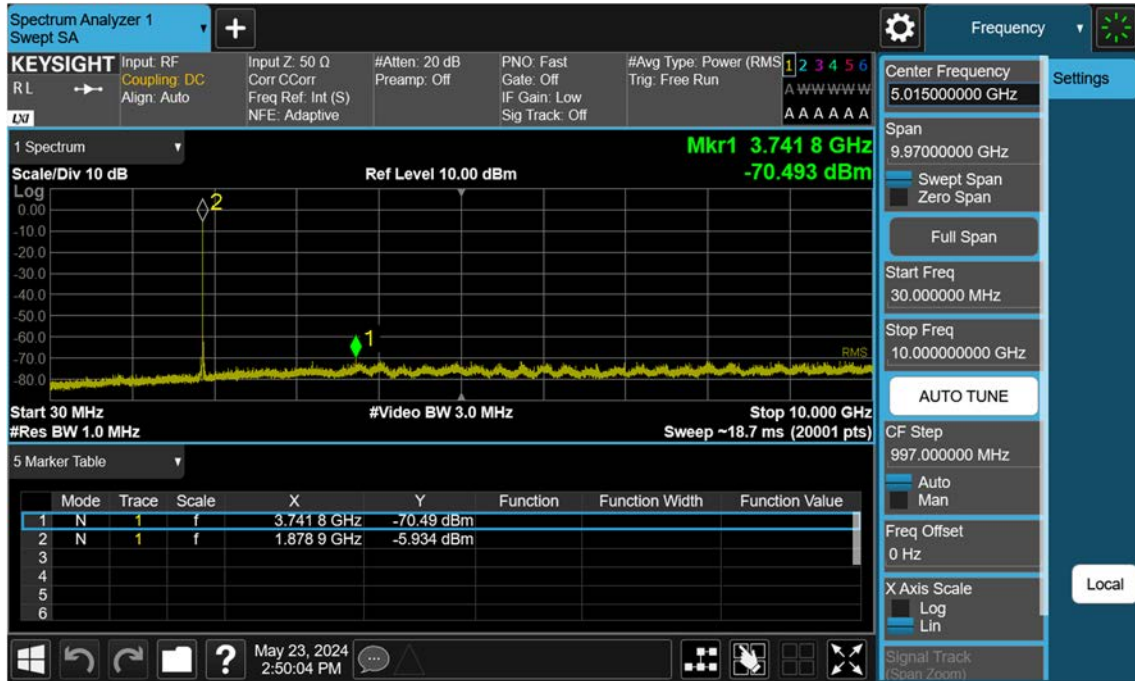 Spectrum Analyzer 1
Swept SA
+
Frequency
KEYSIGHT
R L
LXI
Input: RF
Coupling: DC
Align: Auto
Input Z: 50 Ω
Corr CCorr
Freq Ref: Int (S)
NFE: Adaptive
#Atten: 20 dB
Preamp: Off
PNO: Fast
Gate: Off
IF Gain: Low
Sig Track: Off
#Avg Type: Power (RMS
Trig: Free Run
1 2 3 4 5 6
A W W W W W
A A A A A A
1 Spectrum
Scale/Div 10 dB
Ref Level 10.00 dBm
Mkr1 3.741 8 GHz
-70.493 dBm
Log
0.00
-10.0
-20.0
-30.0
-40.0
-50.0
-60.0
-70.0
-80.0
2
1
RMS
Start 30 MHz
#Video BW 3.0 MHz
Stop 10.000 GHz
#Res BW 1.0 MHz
Sweep ~18.7 ms (20001 pts)
5 Marker Table
Mode Trace Scale X Y Function Function Width Function Value
1 N 1 f 3.741 8 GHz -70.49 dBm
2 N 1 f 1.878 9 GHz -5.934 dBm
3
4
5
6
?
May 23, 2024
2:50:04 PM
Center Frequency
5.015000000 GHz
Settings
Span
9.97000000 GHz
Swept Span
Zero Span
Full Span
Start Freq
30.000000 MHz
Stop Freq
10.000000000 GHz
AUTO TUNE
CF Step
997.000000 MHz
Auto
Man
Freq Offset
0 Hz
X Axis Scale
Log
Lin
Local
Signal Track
(Span Zoom)